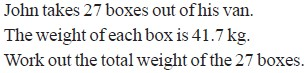 John takes 27 boxes out of his van.
The weight of each box is 41.7 kg.
Work out the total weight of the 27 boxes.